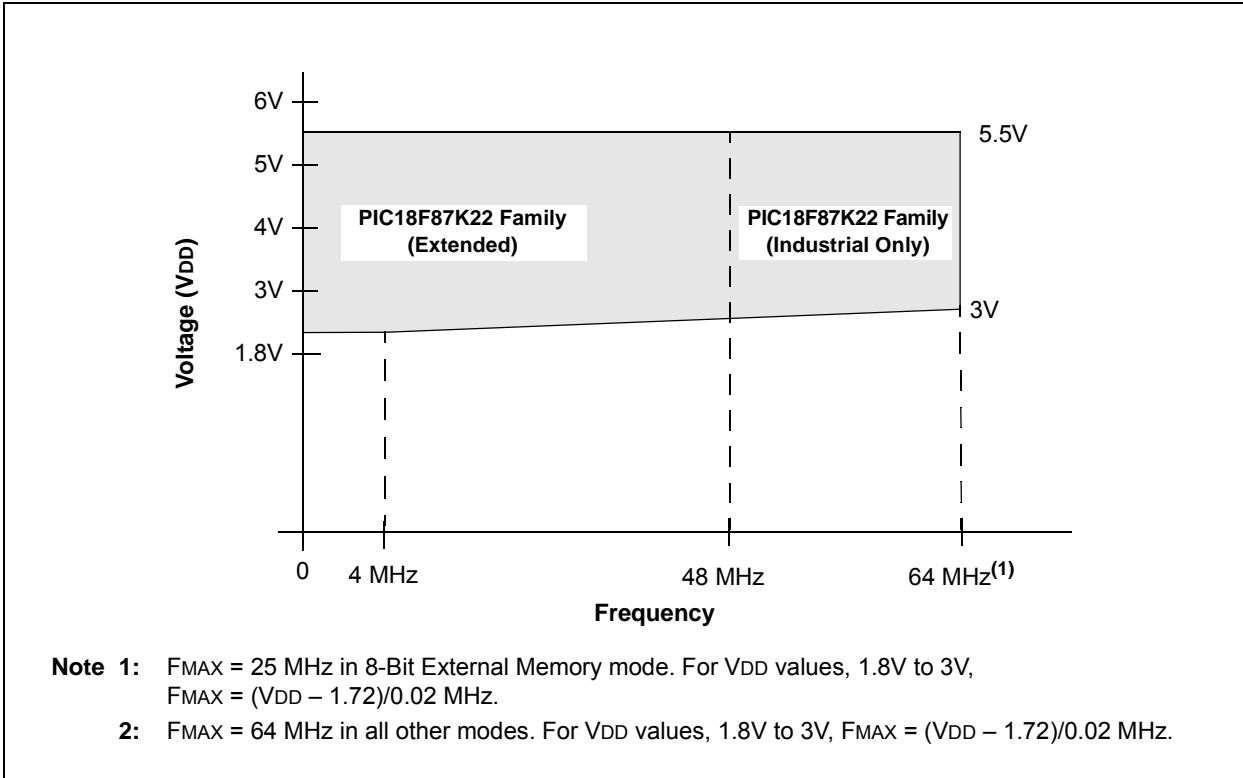 6V
5.5V
5V
PIC18F87K22 Family
(Extended)
PIC18F87K22 Family
(Industrial Only)
4V
3V
3V
1.8V
Voltage (VDD)
0
4 MHz
48 MHz
64 MHz(1)
Frequency
Note 1: FMAX = 25 MHz in 8-Bit External Memory mode. For VDD values, 1.8V to 3V,
FMAX = (VDD – 1.72)/0.02 MHz.
2: FMAX = 64 MHz in all other modes. For VDD values, 1.8V to 3V, FMAX = (VDD – 1.72)/0.02 MHz.